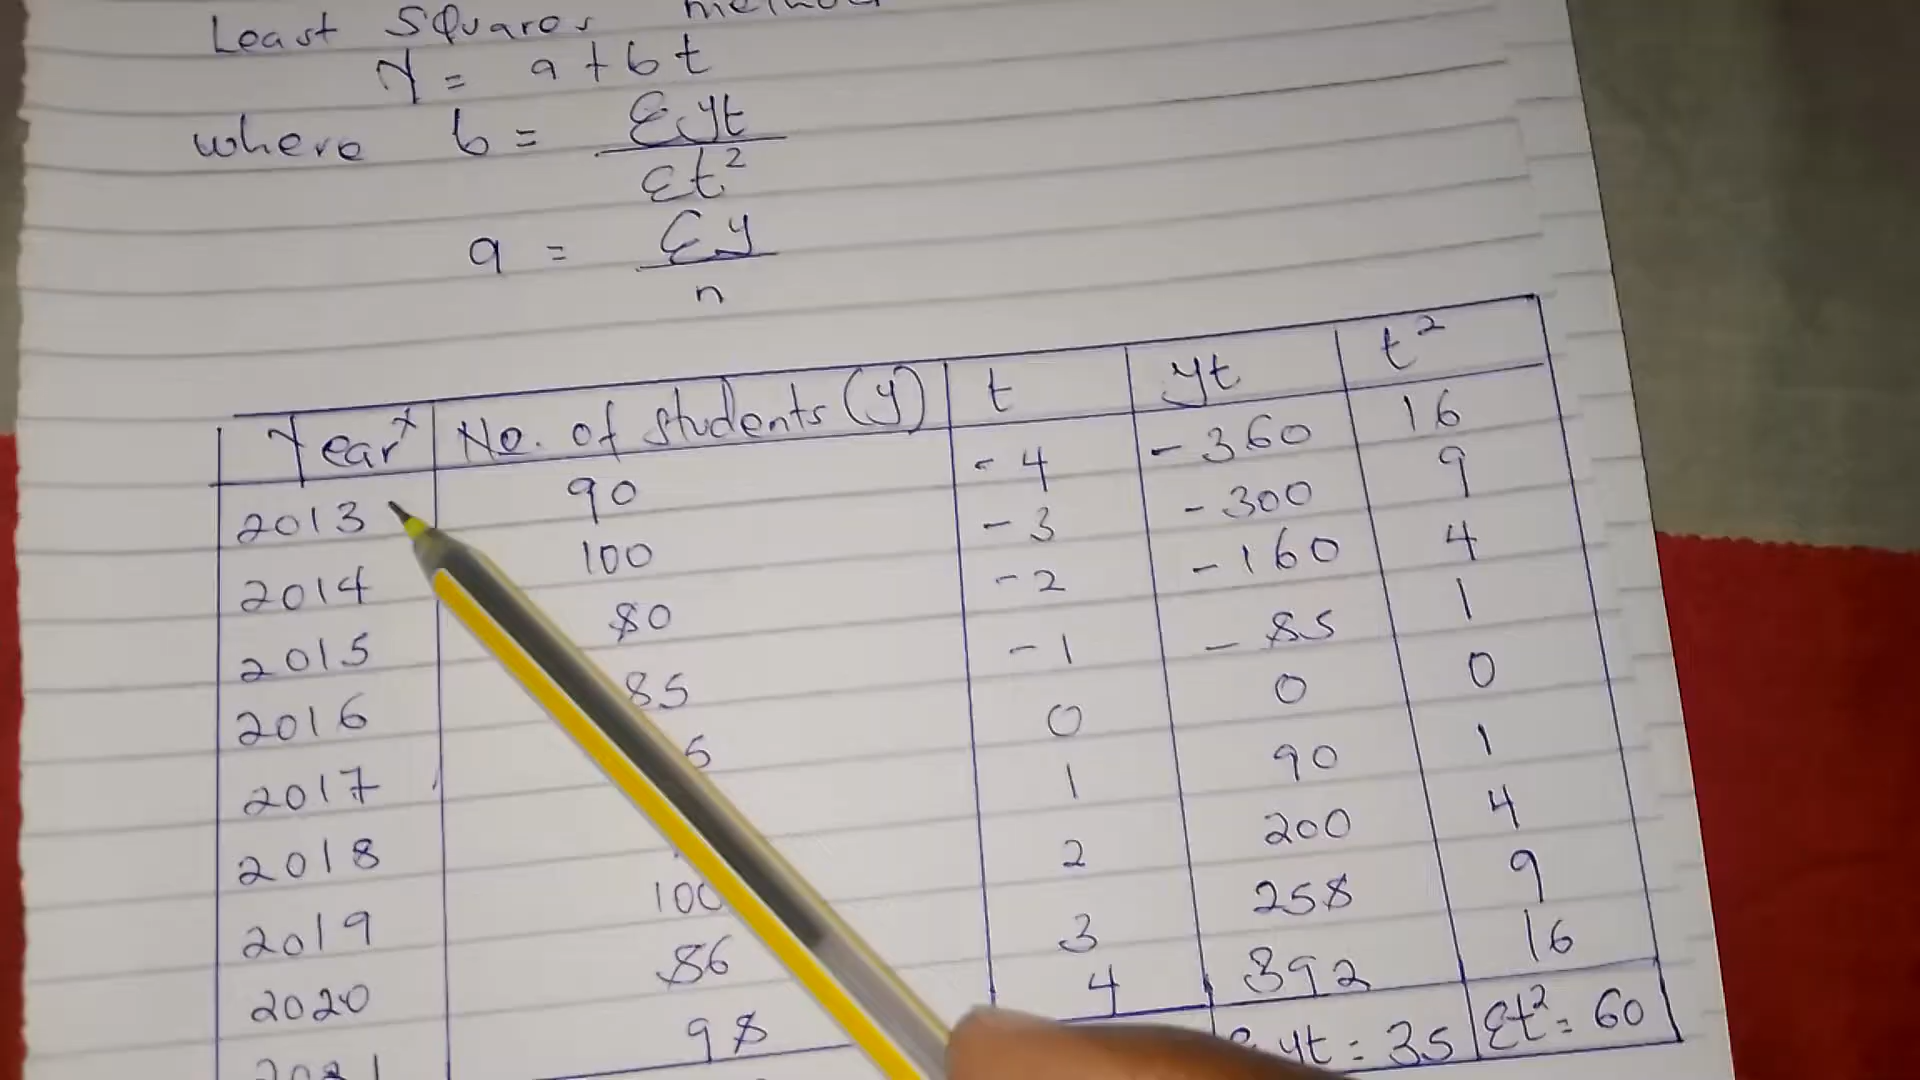 Least Squares method
Y = a + bt
where b = Σyt
Σt²
a = Σy
n
Year x No. of students (y) t yt t²
2013 90 -4 -360 16
2014 100 -3 -300 9
2015 80 -2 -160 4
2016 85 -1 -85 1
2017 0 0 0
2018 1 90 1
2019 100 2 200 4
2020 86 3 258 9
2021 98 4 392 16
Σyt = 35 Σt² = 60